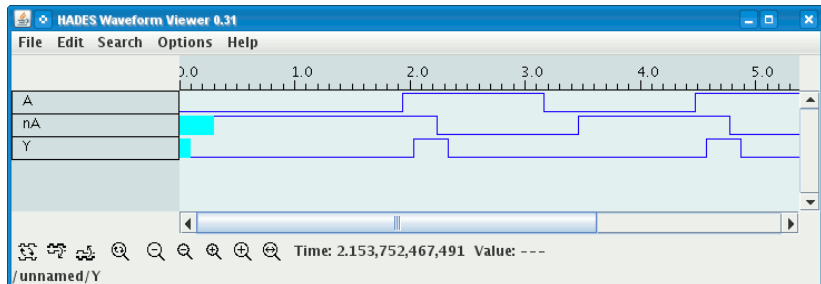 HADES Waveform Viewer 0.31
File Edit Search Options Help
0.0 1.0 2.0 3.0 4.0 5.0
A
nA
Y
Time: 2.153,752,467,491 Value: ---
/unnamed/Y